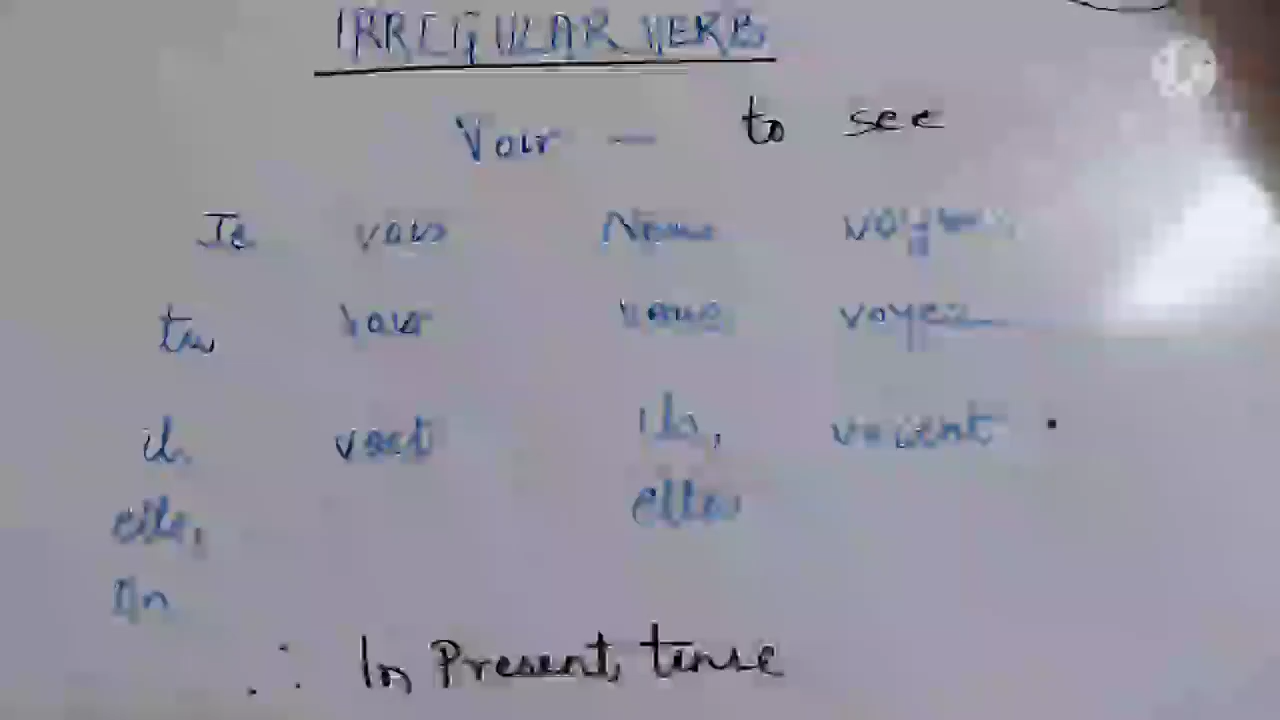 IRREGULAR VERB
Voir — to see
Je vois Nous voyons
tu vois vous voyez
il, voit ils, voient
elle, elles
On
∴ In Present tense